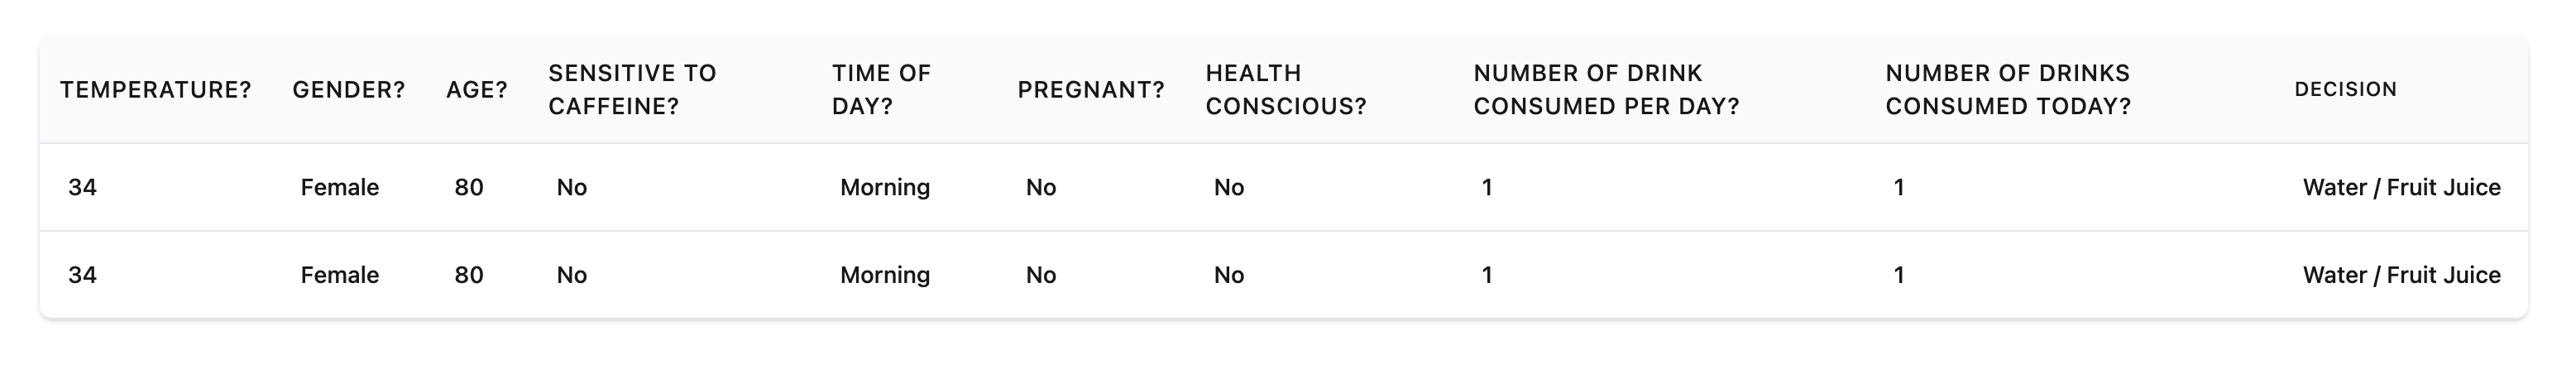 TEMPERATURE? GENDER? AGE? SENSITIVE TO CAFFEINE? TIME OF DAY? PREGNANT? HEALTH CONSCIOUS? NUMBER OF DRINK CONSUMED PER DAY? NUMBER OF DRINKS CONSUMED TODAY? DECISION
34 Female 80 No Morning No No 1 1 Water / Fruit Juice
34 Female 80 No Morning No No 1 1 Water / Fruit Juice